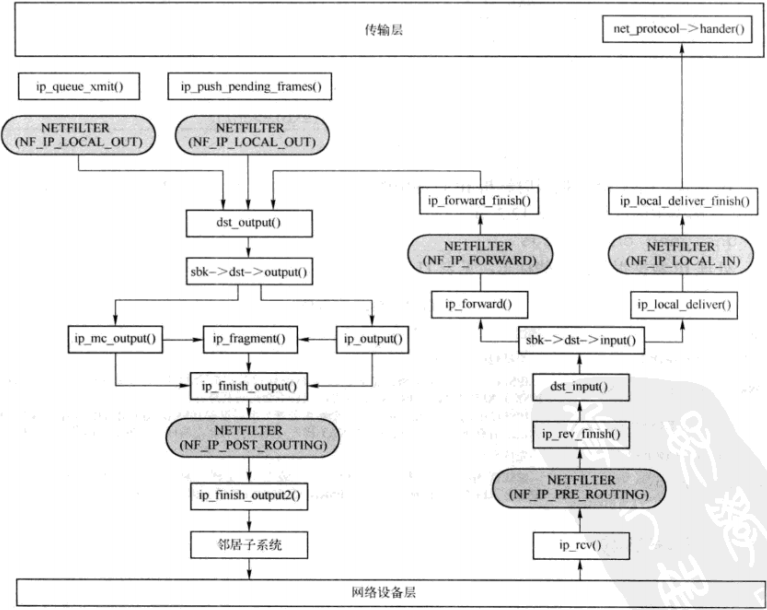 传输层
net_protocol->hander()
ip_queue_xmit()
ip_push_pending_frames()
NETFILTER
(NF_IP_LOCAL_OUT)
NETFILTER
(NF_IP_LOCAL_OUT)
ip_forward_finish()
ip_local_deliver_finish()
dst_output()
NETFILTER
(NF_IP_FORWARD)
NETFILTER
(NF_IP_LOCAL_IN)
sbk->dst->output()
ip_forward()
ip_local_deliver()
ip_mc_output()
ip_fragment()
ip_output()
sbk->dst->input()
ip_finish_output()
dst_input()
NETFILTER
(NF_IP_POST_ROUTING)
ip_rev_finish()
NETFILTER
(NF_IP_PRE_ROUTING)
ip_finish_output2()
邻居子系统
ip_rcv()
网络设备层